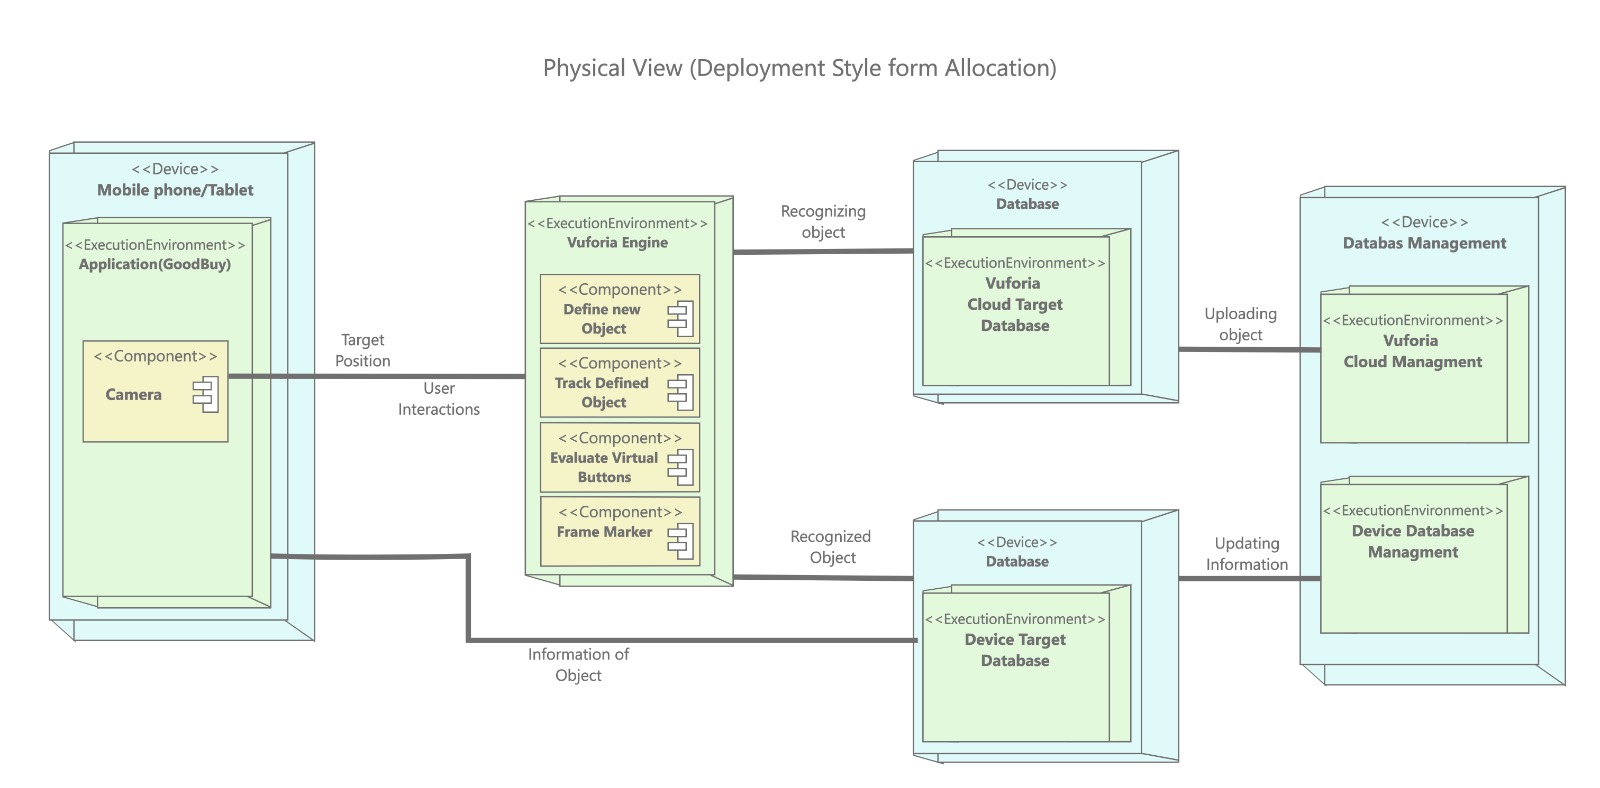 Physical View (Deployment Style form Allocation)
<<Device>>
Mobile phone/Tablet
<<ExecutionEnvironment>>
Application(GoodBuy)
<<Component>>
Camera
Target
Position
User
Interactions
<<ExecutionEnvironment>>
Vuforia Engine
<<Component>>
Define new
Object
<<Component>>
Track Defined
Object
<<Component>>
Evaluate Virtual
Buttons
<<Component>>
Frame Marker
Recognizing
object
Recognized
Object
Information of
Object
<<Device>>
Database
<<ExecutionEnvironment>>
Vuforia
Cloud Target
Database
<<Device>>
Database
<<ExecutionEnvironment>>
Device Target
Database
Uploading
object
Updating
Information
<<Device>>
Databas Management
<<ExecutionEnvironment>>
Vuforia
Cloud Managment
<<ExecutionEnvironment>>
Device Database
Managment